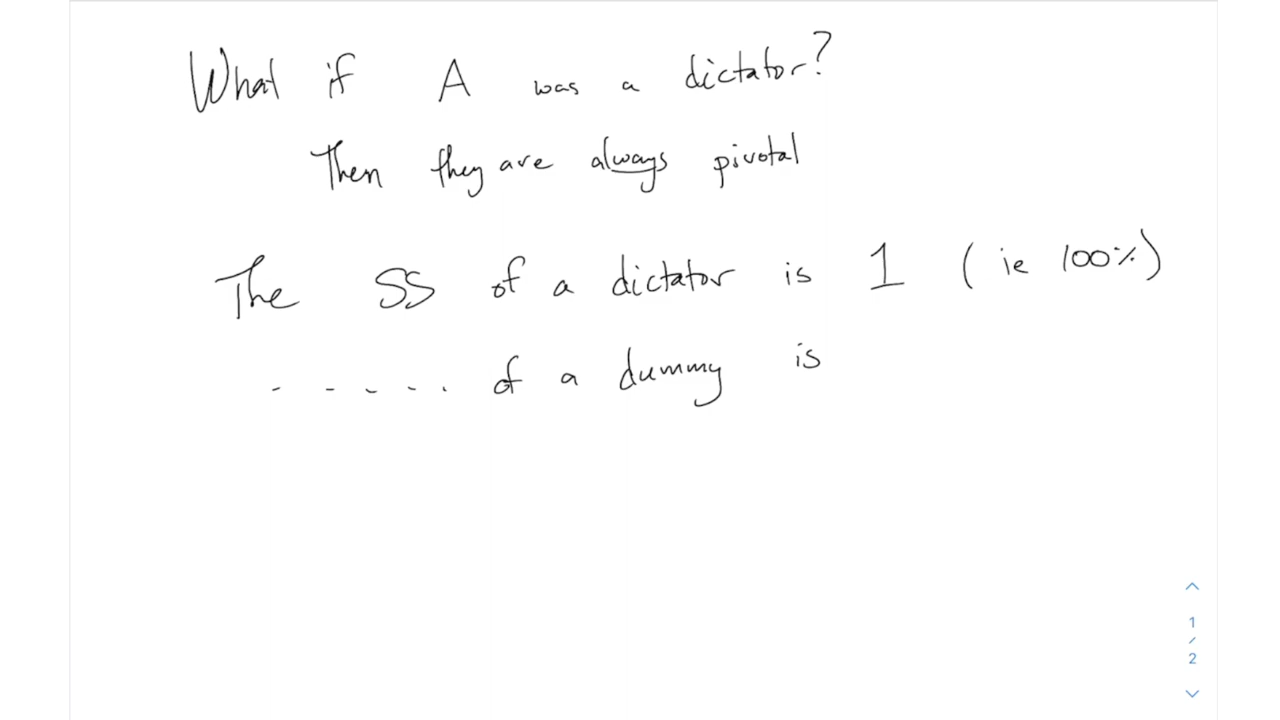 What if A was a dictator?
Then they are always pivotal
The SS of a dictator is 1 (ie 100%)
- - - - . of a dummy is
1
/
2